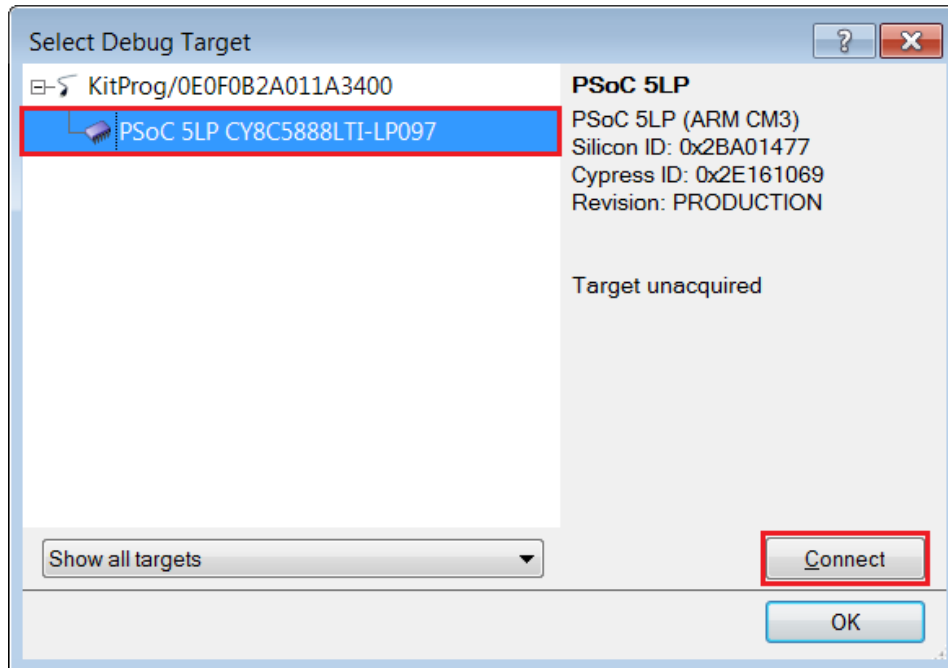 Select Debug Target
?
KitProg/0E0F0B2A011A3400
PSoC 5LP CY8C5888LTI-LP097
PSoC 5LP
PSoC 5LP (ARM CM3)
Silicon ID: 0x2BA01477
Cypress ID: 0x2E161069
Revision: PRODUCTION
Target unacquired
Show all targets
Connect
OK